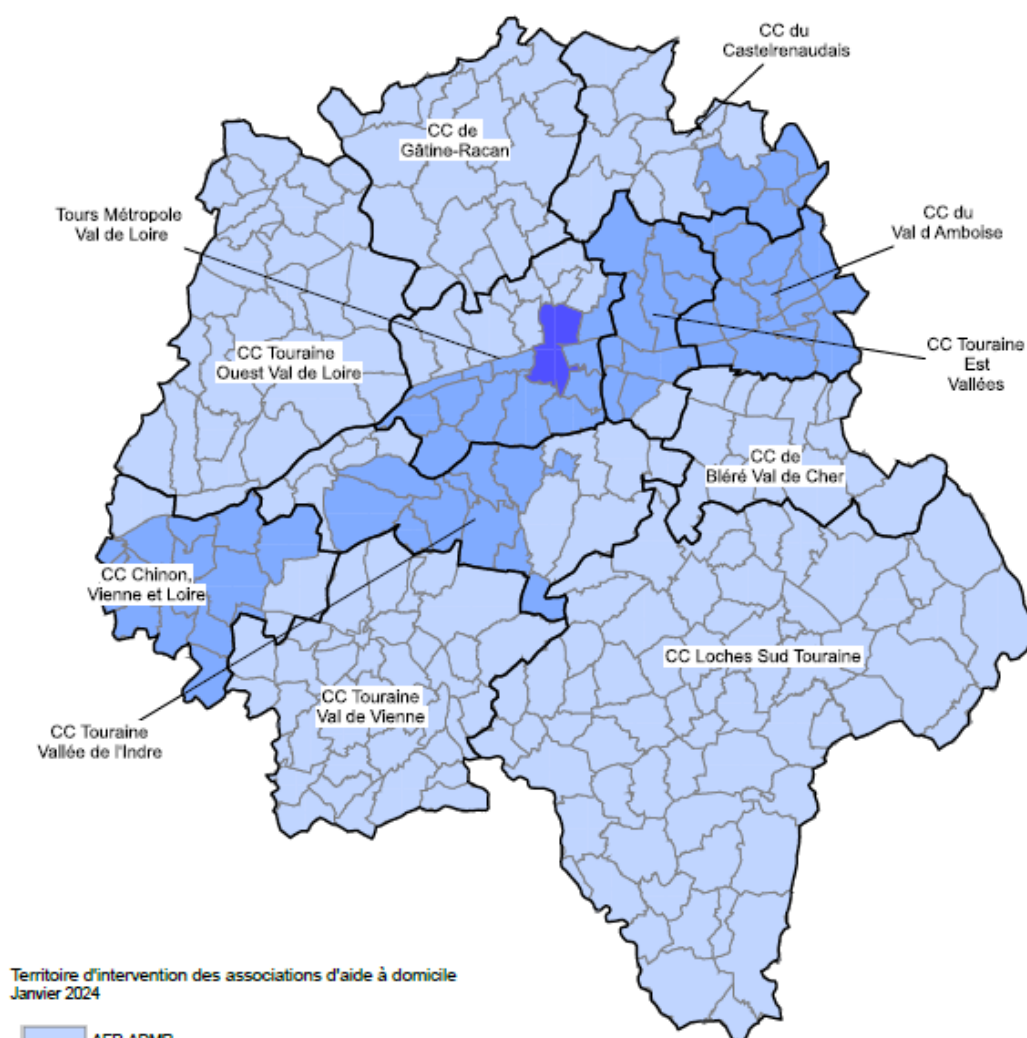 CC du
Castelrenaudais
CC de
Gâtine-Racan
Tours Métropole
Val de Loire
CC du
Val d Amboise
CC Touraine
Ouest Val de Loire
CC Touraine
Est
Vallées
CC de
Bléré Val de Cher
CC Chinon,
Vienne et Loire
CC Loches Sud Touraine
CC Touraine
Val de Vienne
CC Touraine
Vallée de l'Indre
Territoire d'intervention des associations d'aide à domicile
Janvier 2024